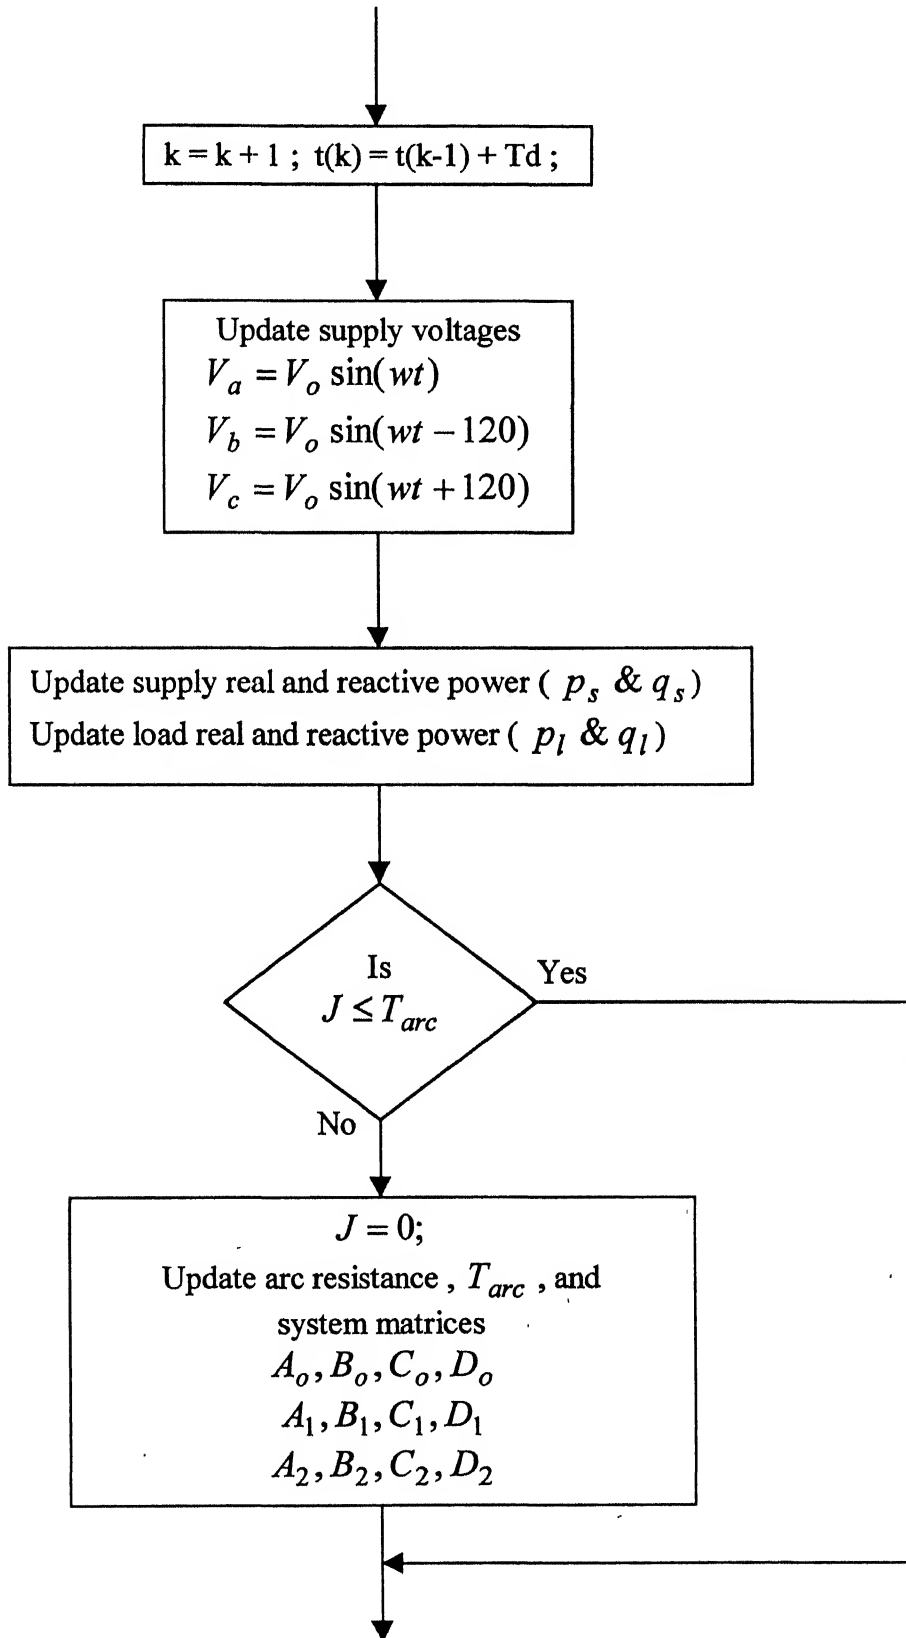 k = k + 1 ; t(k) = t(k-1) + Td ;
Update supply voltages
V_a = V_o sin(wt)
V_b = V_o sin(wt − 120)
V_c = V_o sin(wt + 120)
Update supply real and reactive power ( p_s & q_s )
Update load real and reactive power ( p_l & q_l )
Is
Yes
J ≤ T_arc
No
J = 0;
Update arc resistance , T_arc , and
system matrices
A_o, B_o, C_o, D_o
A_1, B_1, C_1, D_1
A_2, B_2, C_2, D_2